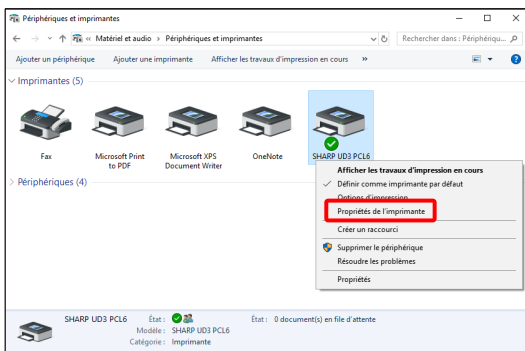 Périphériques et imprimantes
« Matériel et audio > Périphériques et imprimantes
Rechercher dans : Périphérique...
Ajouter un périphérique Ajouter une imprimante Afficher les travaux d'impression en cours »
Imprimantes (5)
Fax
Microsoft Print to PDF
Microsoft XPS Document Writer
OneNote
SHARP UD3 PCL6
Afficher les travaux d'impression en cours
Définir comme imprimante par défaut
Options d'impression
Propriétés de l'imprimante
Créer un raccourci
Supprimer le périphérique
Résoudre les problèmes
Propriétés
Périphériques (4)
SHARP UD3 PCL6 État : État : 0 document(s) en file d'attente
Modèle : SHARP UD3 PCL6
Catégorie : Imprimante